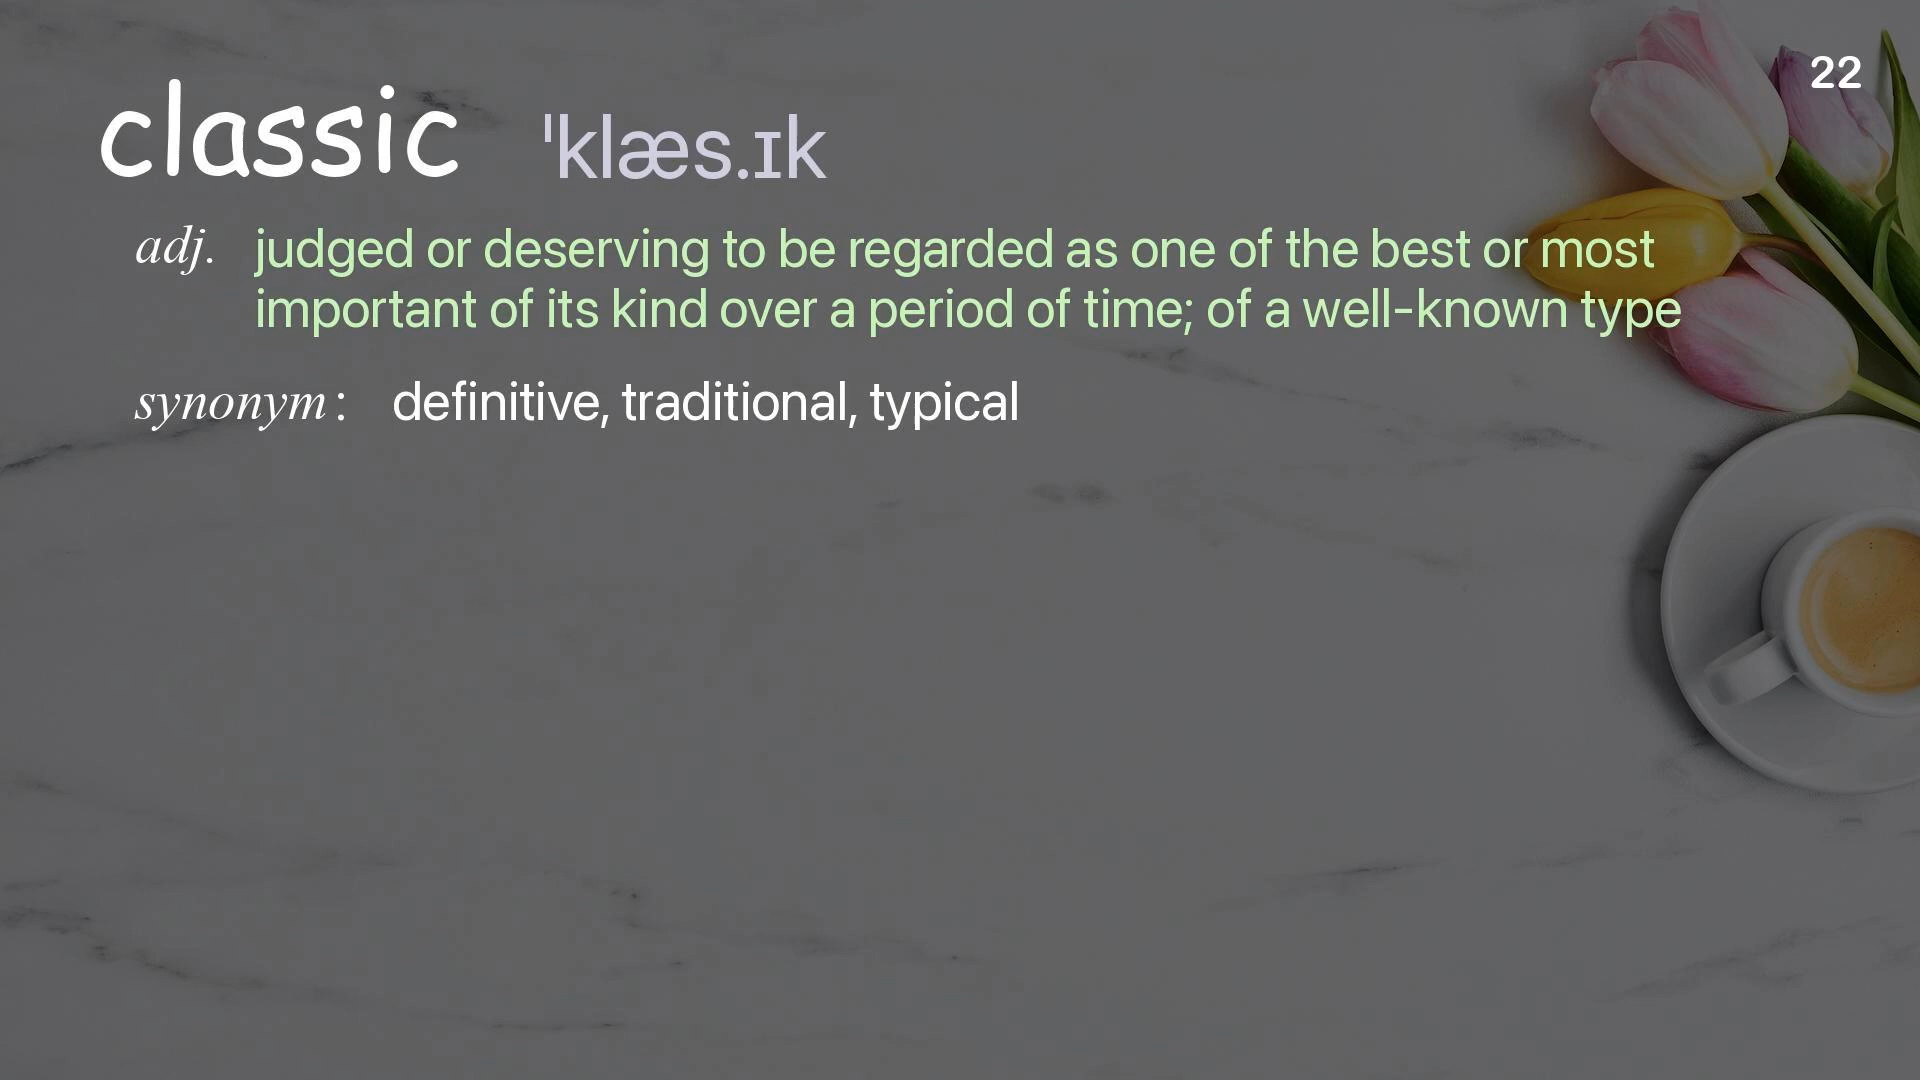 22
classic ˈklæs.ɪk
adj. judged or deserving to be regarded as one of the best or most
important of its kind over a period of time; of a well-known type
synonym : definitive, traditional, typical